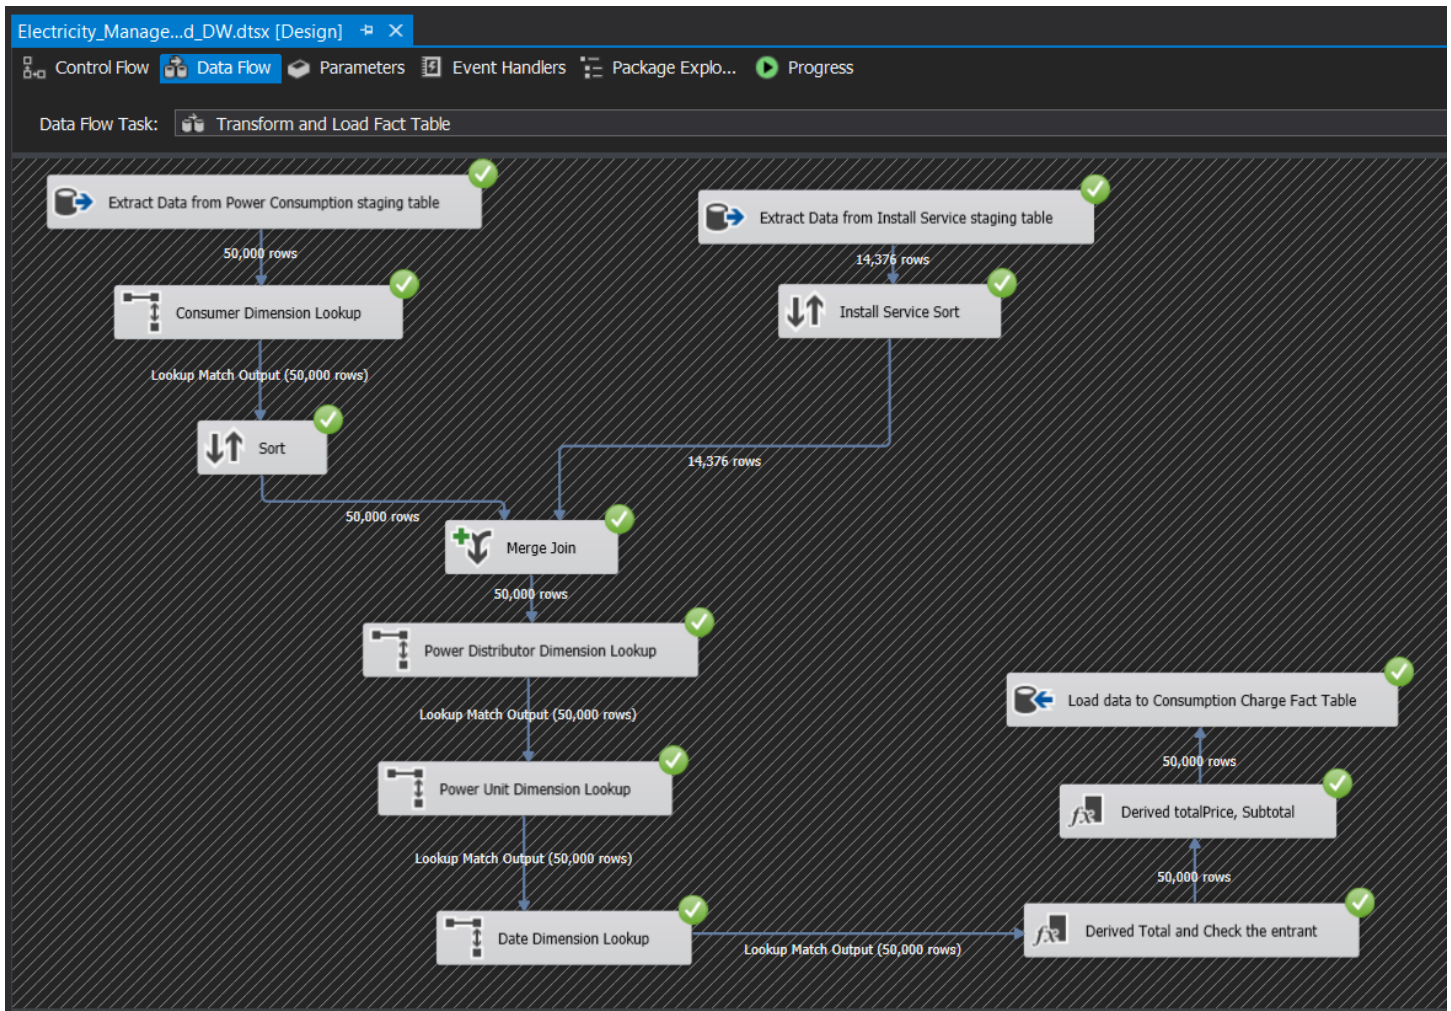 Electricity_Manage...d_DW.dtsx [Design]
Control Flow
Data Flow
Parameters
Event Handlers
Package Explo...
Progress
Data Flow Task:
Transform and Load Fact Table
Extract Data from Power Consumption staging table
Extract Data from Install Service staging table
50,000 rows
14,376 rows
Consumer Dimension Lookup
Install Service Sort
Lookup Match Output (50,000 rows)
Sort
14,376 rows
50,000 rows
Merge Join
50,000 rows
Power Distributor Dimension Lookup
Lookup Match Output (50,000 rows)
Load data to Consumption Charge Fact Table
50,000 rows
Power Unit Dimension Lookup
Derived totalPrice, Subtotal
Lookup Match Output (50,000 rows)
50,000 rows
Date Dimension Lookup
Lookup Match Output (50,000 rows)
fx
Derived Total and Check the entrant
fx